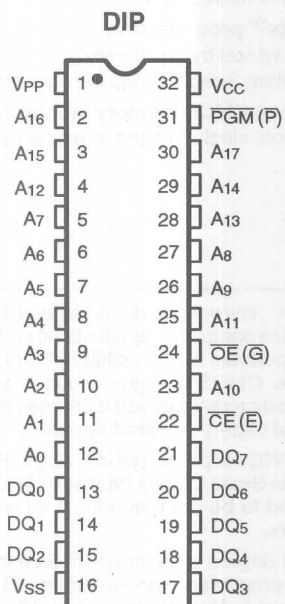 DIP
VPP 1 32 VCC
A16 2 31 PGM (P)
A15 3 30 A17
A12 4 29 A14
A7 5 28 A13
A6 6 27 A8
A5 7 26 A9
A4 8 25 A11
A3 9 24 OE (G)
A2 10 23 A10
A1 11 22 CE (E)
A0 12 21 DQ7
DQ0 13 20 DQ6
DQ1 14 19 DQ5
DQ2 15 18 DQ4
VSS 16 17 DQ3